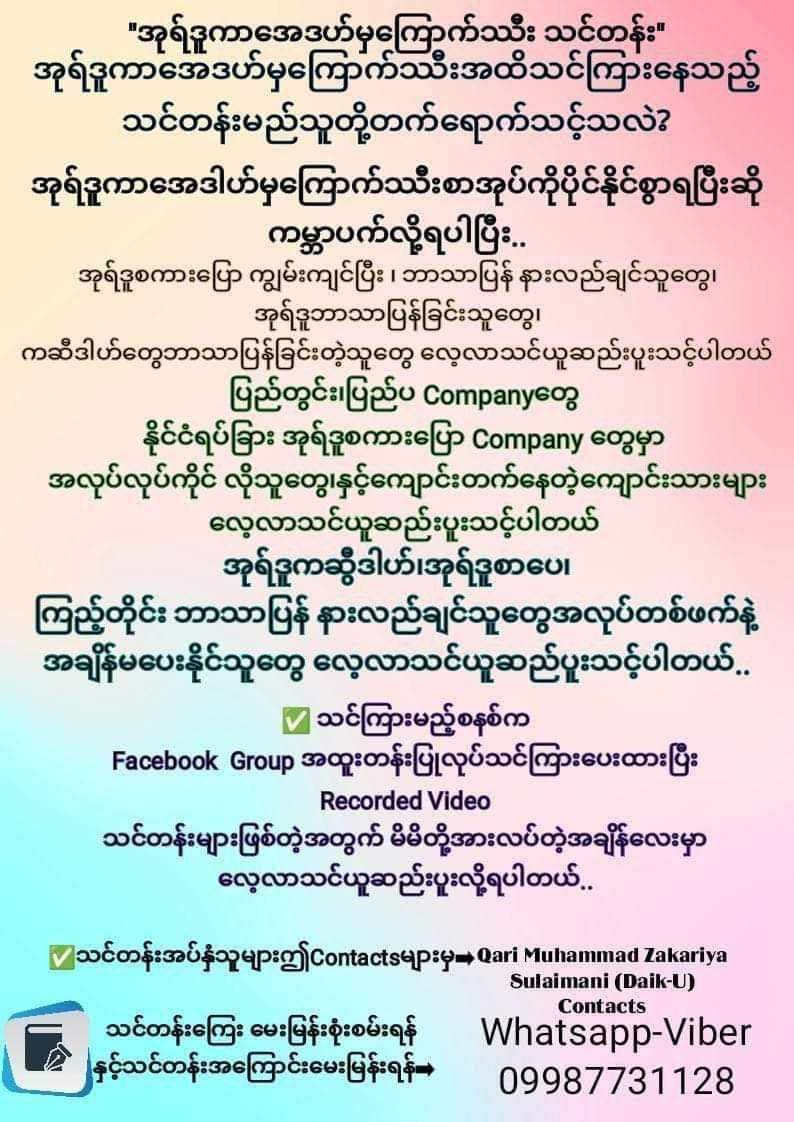 "အုရ်ဒူကာအေဒဟ်မှကြောက်သီး သင်တန်း"
အုရ်ဒူကာအေဒဟ်မှကြောက်သီးအထိသင်ကြားနေသည့်
သင်တန်းမည်သူတို့တက်ရောက်သင့်သလဲ?
အုရ်ဒူကာအေဒါဟ်မှကြောက်သီးစာအုပ်ကိုပိုင်နိုင်စွာရပြီးဆို
ကမ္ဘာပက်လို့ရပါပြီး..
အုရ်ဒူစကားပြော ကျွမ်းကျင်ပြီး ၊ ဘာသာပြန် နားလည်ချင်သူတွေ၊
အုရ်ဒူဘာသာပြန်ခြင်းသူတွေ၊
ကဆီဒါဟ်တွေဘာသာပြန်ခြင်းတဲ့သူတွေ လေ့လာသင်ယူဆည်းပူးသင့်ပါတယ်
ပြည်တွင်း၊ပြည်ပ Companyတွေ
နိုင်ငံရပ်ခြား အုရ်ဒူစကားပြော Company တွေမှာ
အလုပ်လုပ်ကိုင် လိုသူတွေ၊နှင့်ကျောင်းတက်နေတဲ့ကျောင်းသားများ
လေ့လာသင်ယူဆည်းပူးသင့်ပါတယ်
အုရ်ဒူကဆွီဒါဟ်၊အုရ်ဒူစာပေ၊
ကြည့်တိုင်း ဘာသာပြန် နားလည်ချင်သူတွေအလုပ်တစ်ဖက်နဲ့
အချိန်မပေးနိုင်သူတွေ လေ့လာသင်ယူဆည်ပူးသင့်ပါတယ်..
✅ သင်ကြားမည့်စနစ်က
Facebook Group အထူးတန်းပြုလုပ်သင်ကြားပေးထားပြီး
Recorded Video
သင်တန်းများဖြစ်တဲ့အတွက် မိမိတို့အားလပ်တဲ့အချိန်လေးမှာ
လေ့လာသင်ယူဆည်းပူးလို့ရပါတယ်..
✅သင်တန်းအပ်နှံသူများဤContactsများမှ➡Qari Muhammad Zakariya
Sulaimani (Daik-U)
Contacts
သင်တန်းကြေး မေးမြန်းစုံးစမ်းရန်
နှင့်သင်တန်းအကြောင်းမေးမြန်းရန်➡
Whatsapp-Viber
09987731128